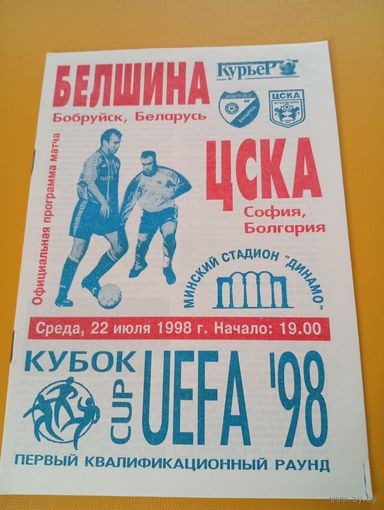 БЕЛШИНА
КурьеР
Бобруйск, Беларусь
ЦСКА
ЦСКА
София,
Болгария
Официальная программа матча
МИНСКИЙ СТАДИОН "ДИНАМО"
Среда, 22 июля 1998 г. Начало: 19.00
КУБОК
CUP
UEFA '98
ПЕРВЫЙ КВАЛИФИКАЦИОННЫЙ РАУНД